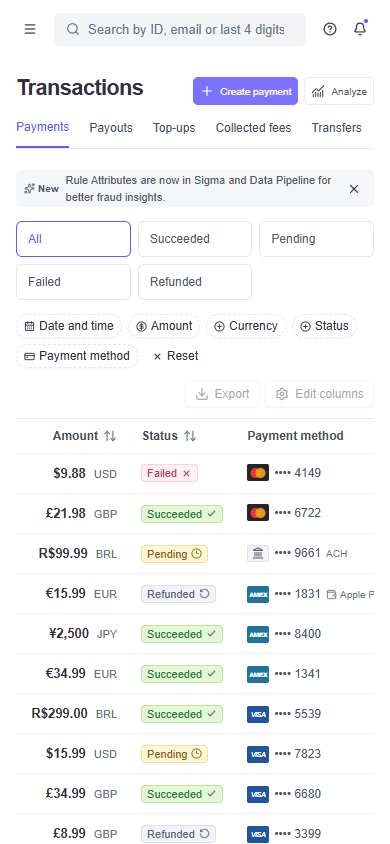 Search by ID, email or last 4 digits
Transactions
Create payment
Analyze
Payments Payouts Top-ups Collected fees Transfers
New Rule Attributes are now in Sigma and Data Pipeline for
better fraud insights.
All Succeeded Pending
Failed Refunded
Date and time Amount Currency Status
Payment method Reset
Export Edit columns
Amount Status Payment method
$9.88 USD Failed •••• 4149
£21.98 GBP Succeeded •••• 6722
R$99.99 BRL Pending •••• 9661 ACH
€15.99 EUR Refunded AMEX •••• 1831 Apple P
¥2,500 JPY Succeeded AMEX •••• 8400
€34.99 EUR Succeeded AMEX •••• 1341
R$299.00 BRL Succeeded VISA •••• 5539
$15.99 USD Pending VISA •••• 7823
£34.99 GBP Succeeded VISA •••• 6680
£8.99 GBP Refunded VISA •••• 3399